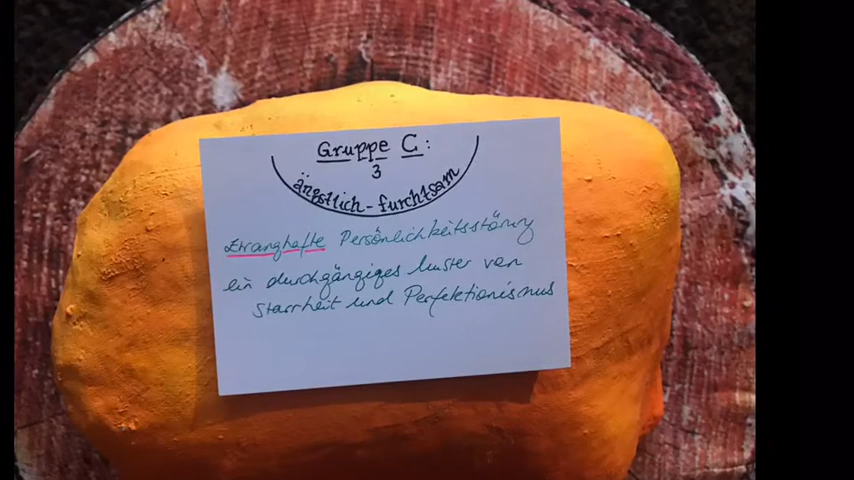 Gruppe C:
3
ängstlich-furchtsam
zwanghafte Persönlichkeitsstörung
ein durchgängiges Muster von
Starrheit und Perfektionismus